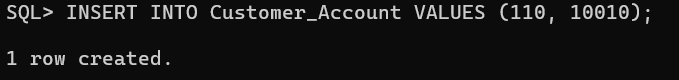 SQL> INSERT INTO Customer_Account VALUES (110, 10010);
1 row created.